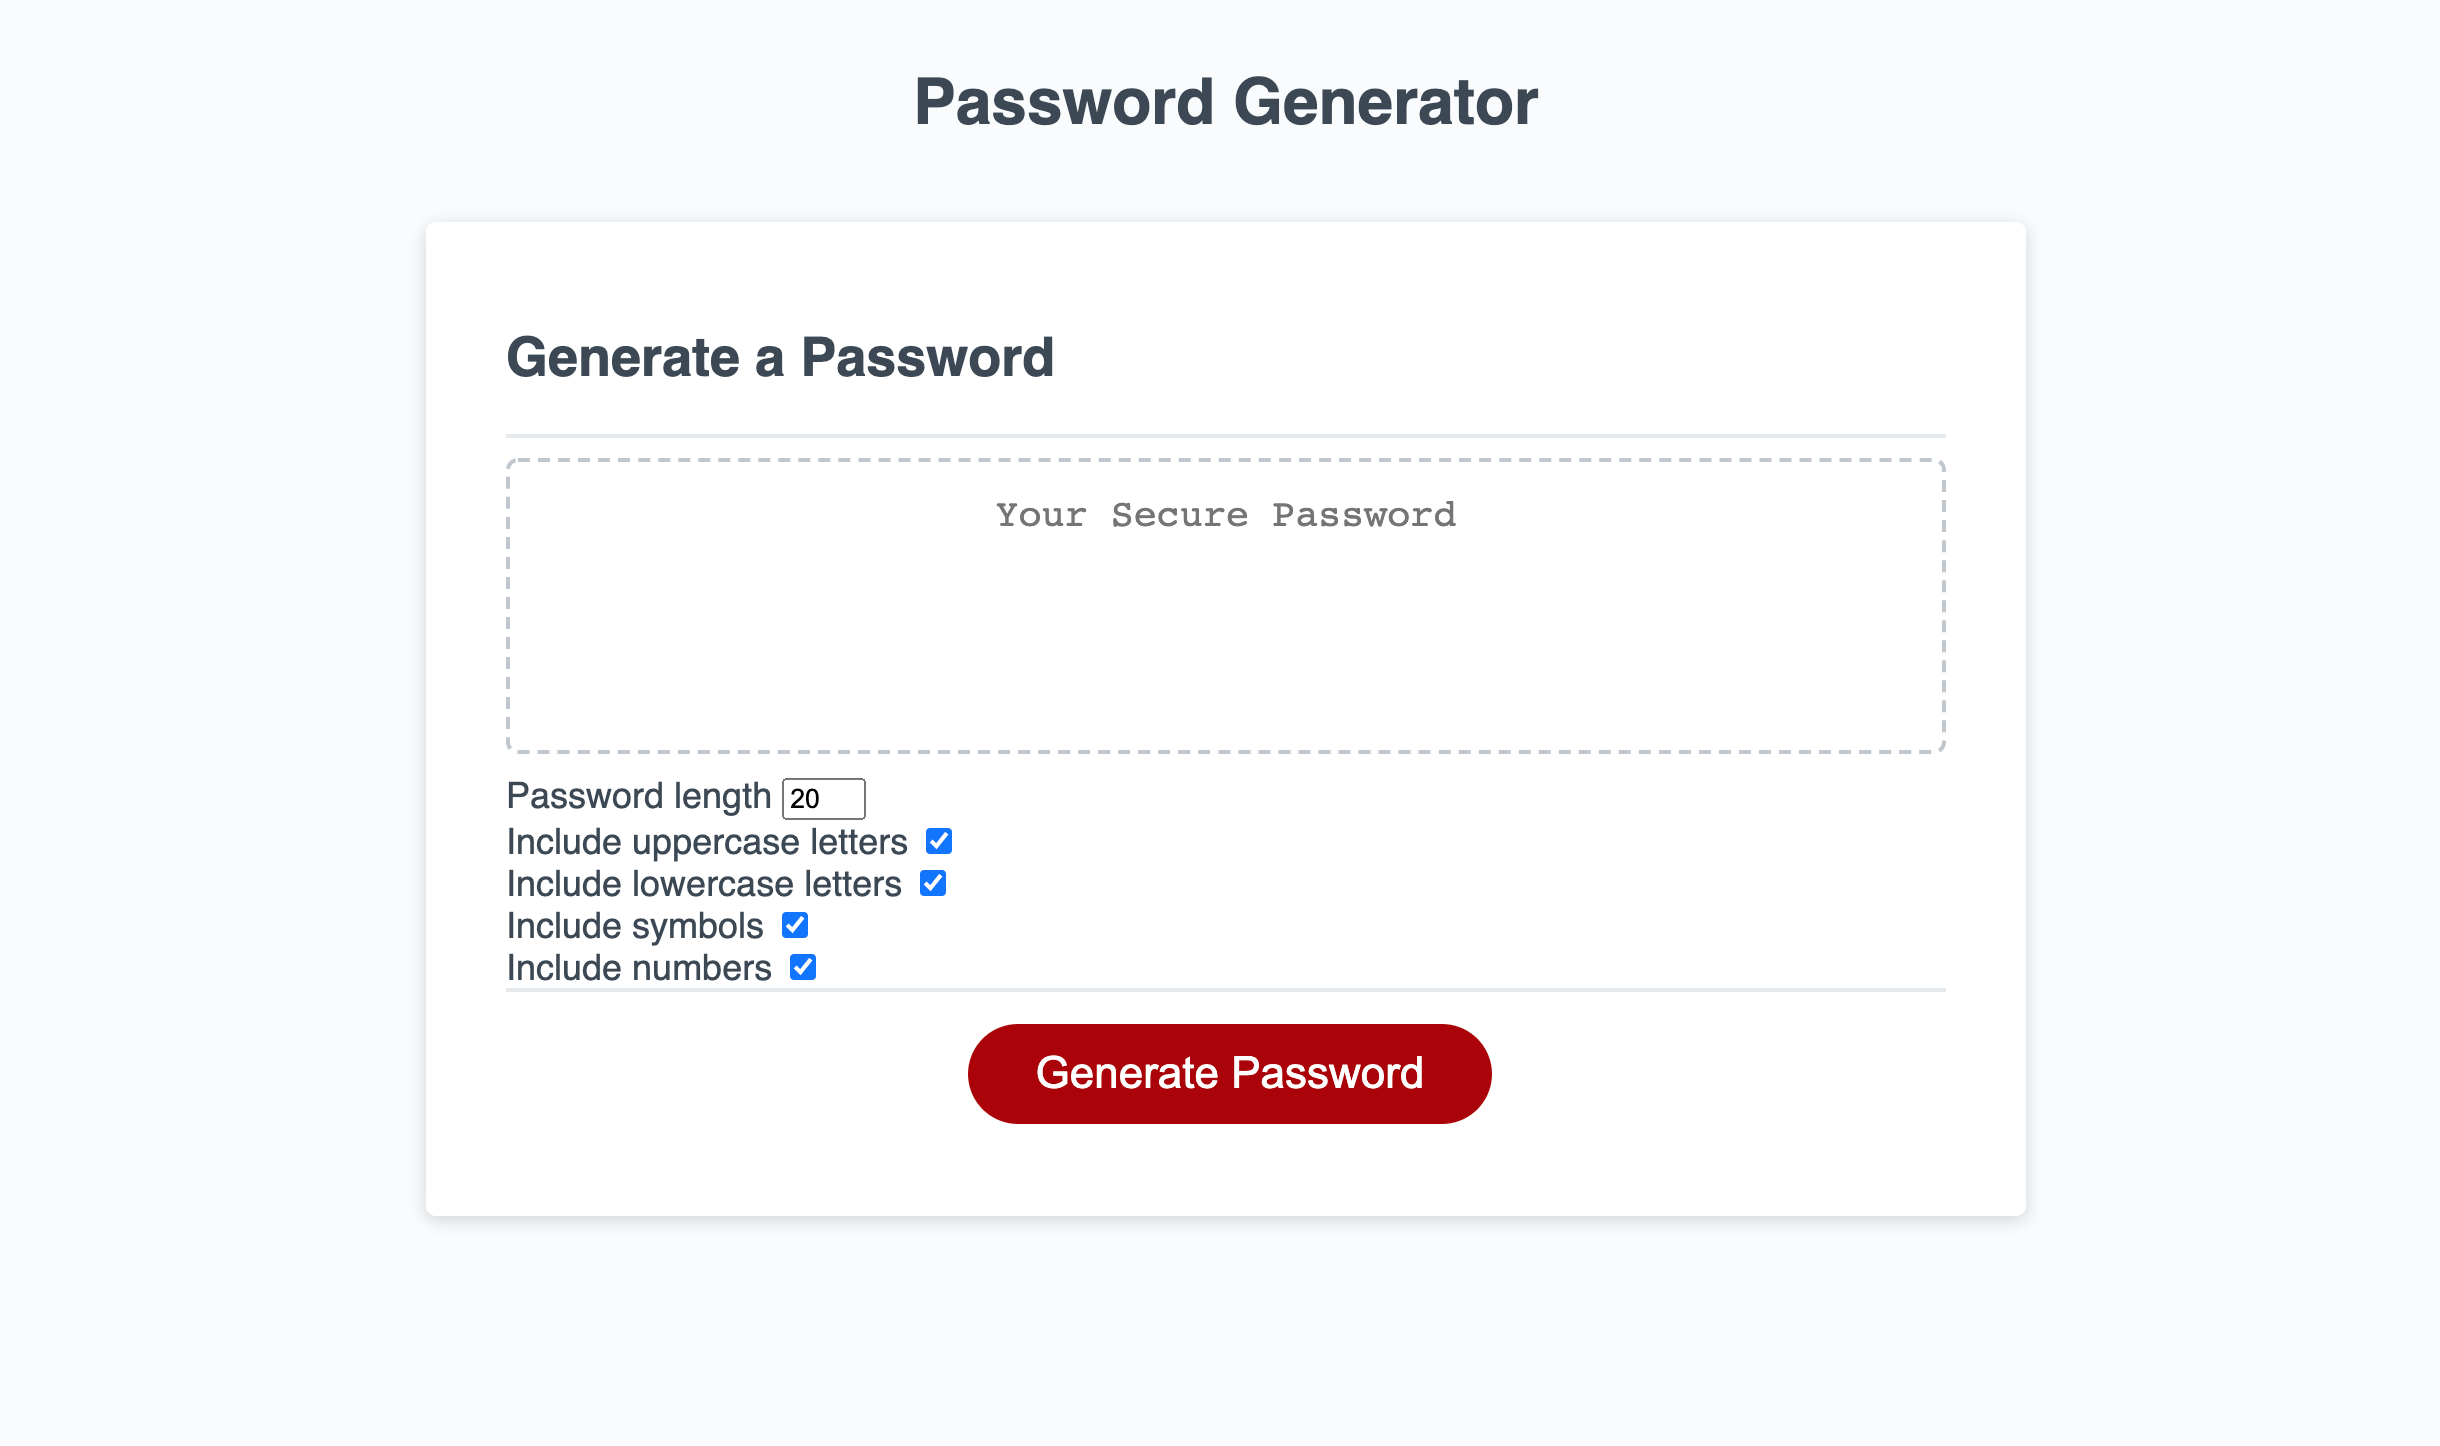 Password Generator
Generate a Password
Your Secure Password
Password length 20
Include uppercase letters
Include lowercase letters
Include symbols
Include numbers
Generate Password